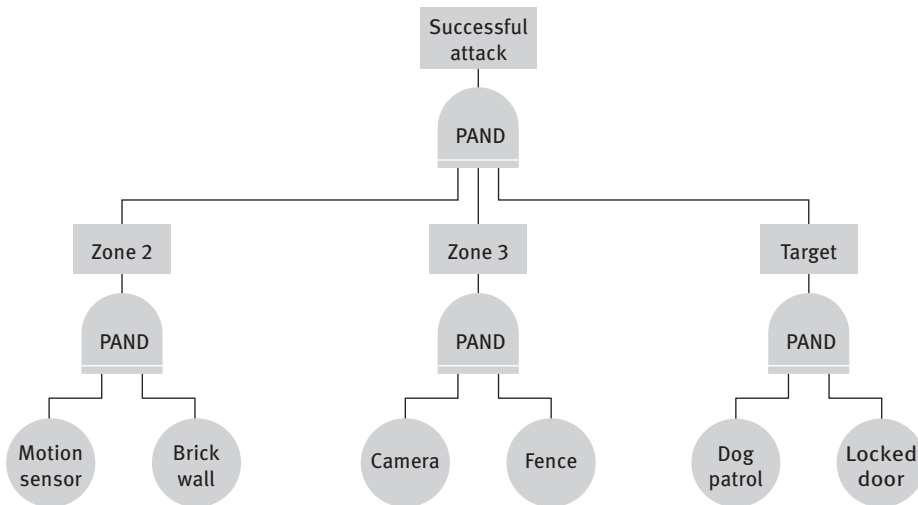 Successful
attack
PAND
Zone 2
Zone 3
Target
PAND
PAND
PAND
Motion
sensor
Brick
wall
Camera
Fence
Dog
patrol
Locked
door